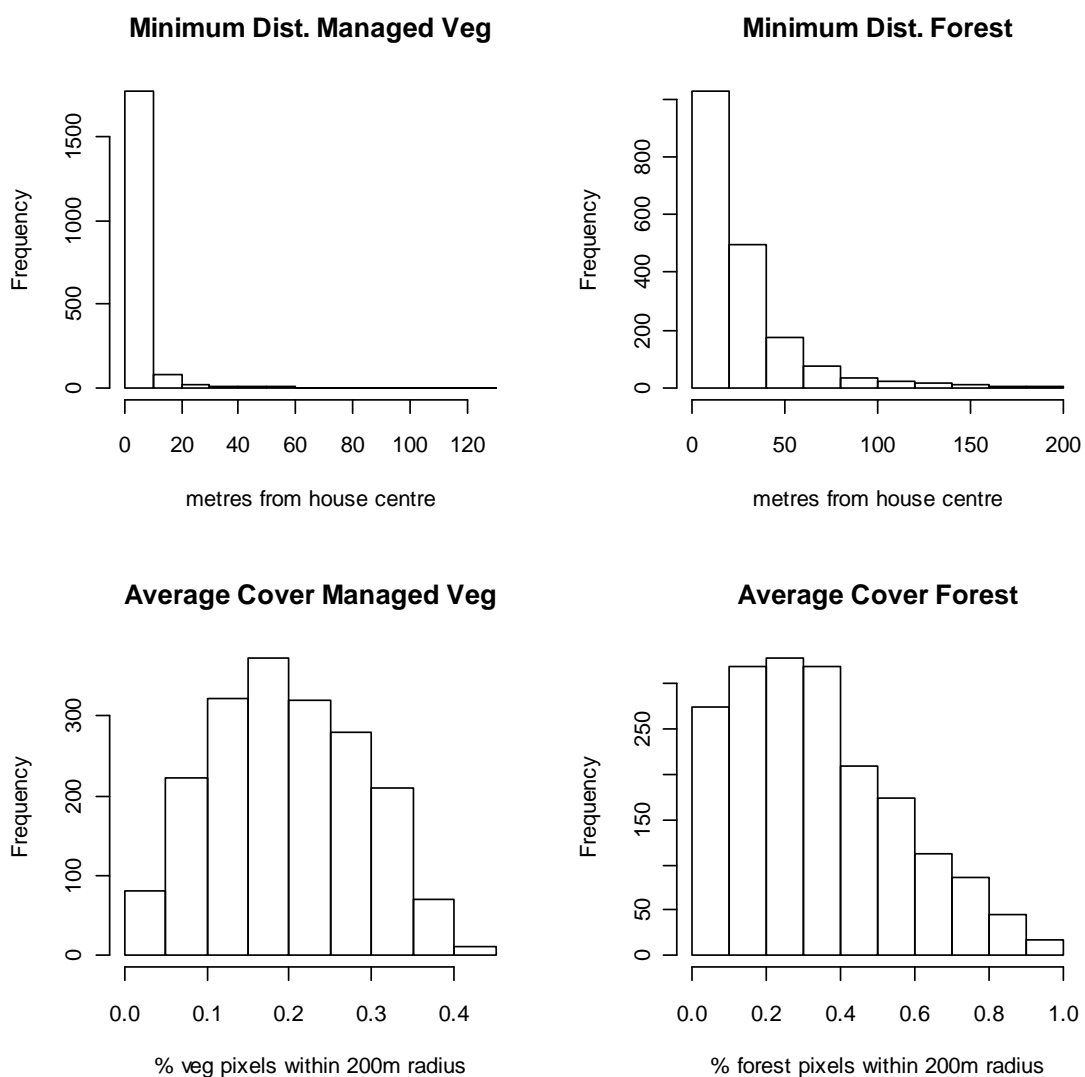 Minimum Dist. Managed Veg
Frequency
0 500 1000 1500
0 20 40 60 80 100 120
metres from house centre
Minimum Dist. Forest
Frequency
0 200 400 600 800
0 50 100 150 200
metres from house centre
Average Cover Managed Veg
Frequency
0 100 200 300
0.0 0.1 0.2 0.3 0.4
% veg pixels within 200m radius
Average Cover Forest
Frequency
0 50 150 250
0.0 0.2 0.4 0.6 0.8 1.0
% forest pixels within 200m radius